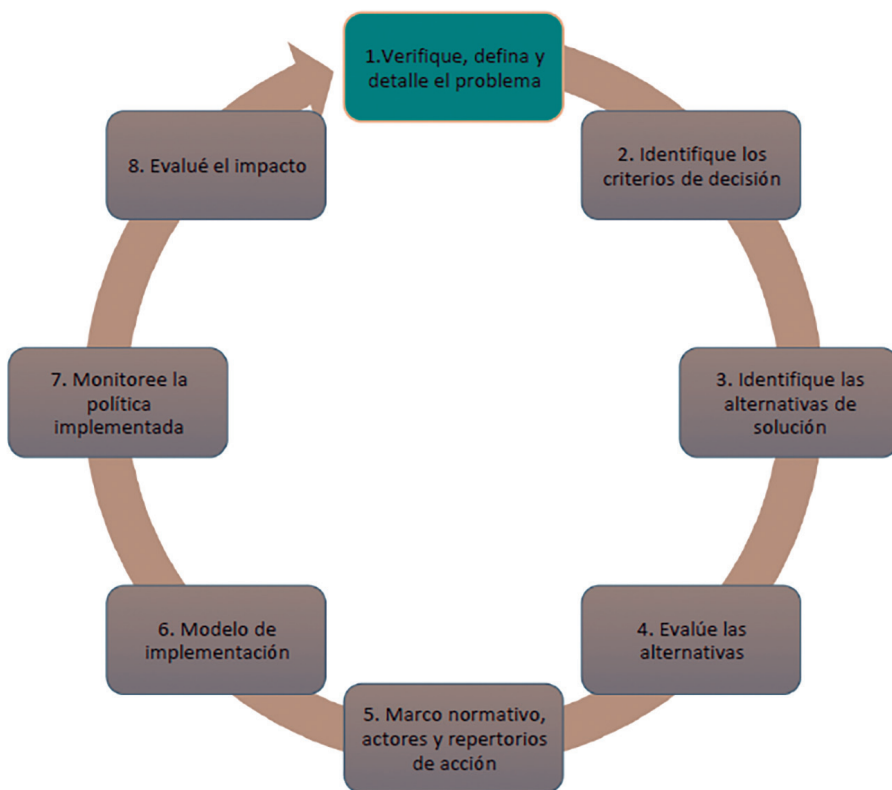 1.Verifique, defina y
detalle el problema
2. Identifique los
criterios de decisión
3. Identifique las
alternativas de
solución
4. Evalúe las
alternativas
5. Marco normativo,
actores y repertorios
de acción
6. Modelo de
implementación
7. Monitoree la
política
implementada
8. Evalué el impacto